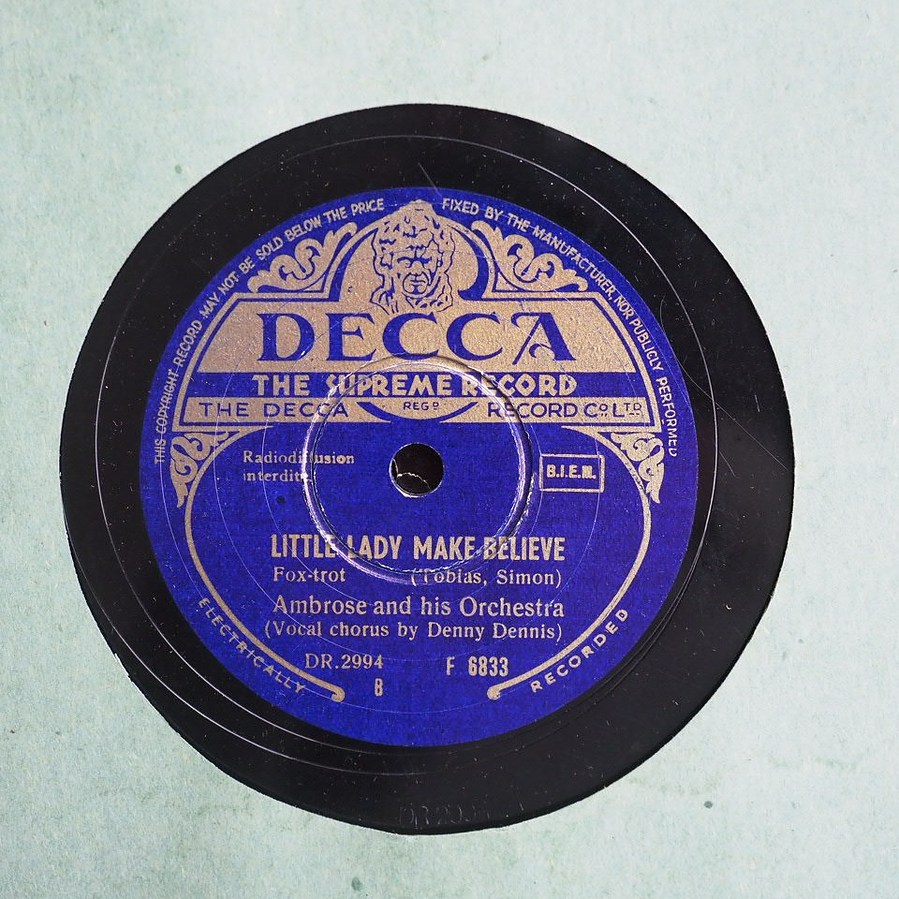 THIS COPYRIGHT RECORD MAY NOT BE SOLD BELOW THE PRICE FIXED BY THE MANUFACTURER, NOR PUBLICLY PERFORMED
DECCA
THE SUPREME RECORD
THE DECCA REGD RECORD CO LTD
Radiodiffusion
interdite
B.I.E.M.
LITTLE LADY MAKE-BELIEVE
Fox-trot (Tobias, Simon)
Ambrose and his Orchestra
(Vocal chorus by Denny Dennis)
DR.2994 F 6833
B
ELECTRICALLY RECORDED